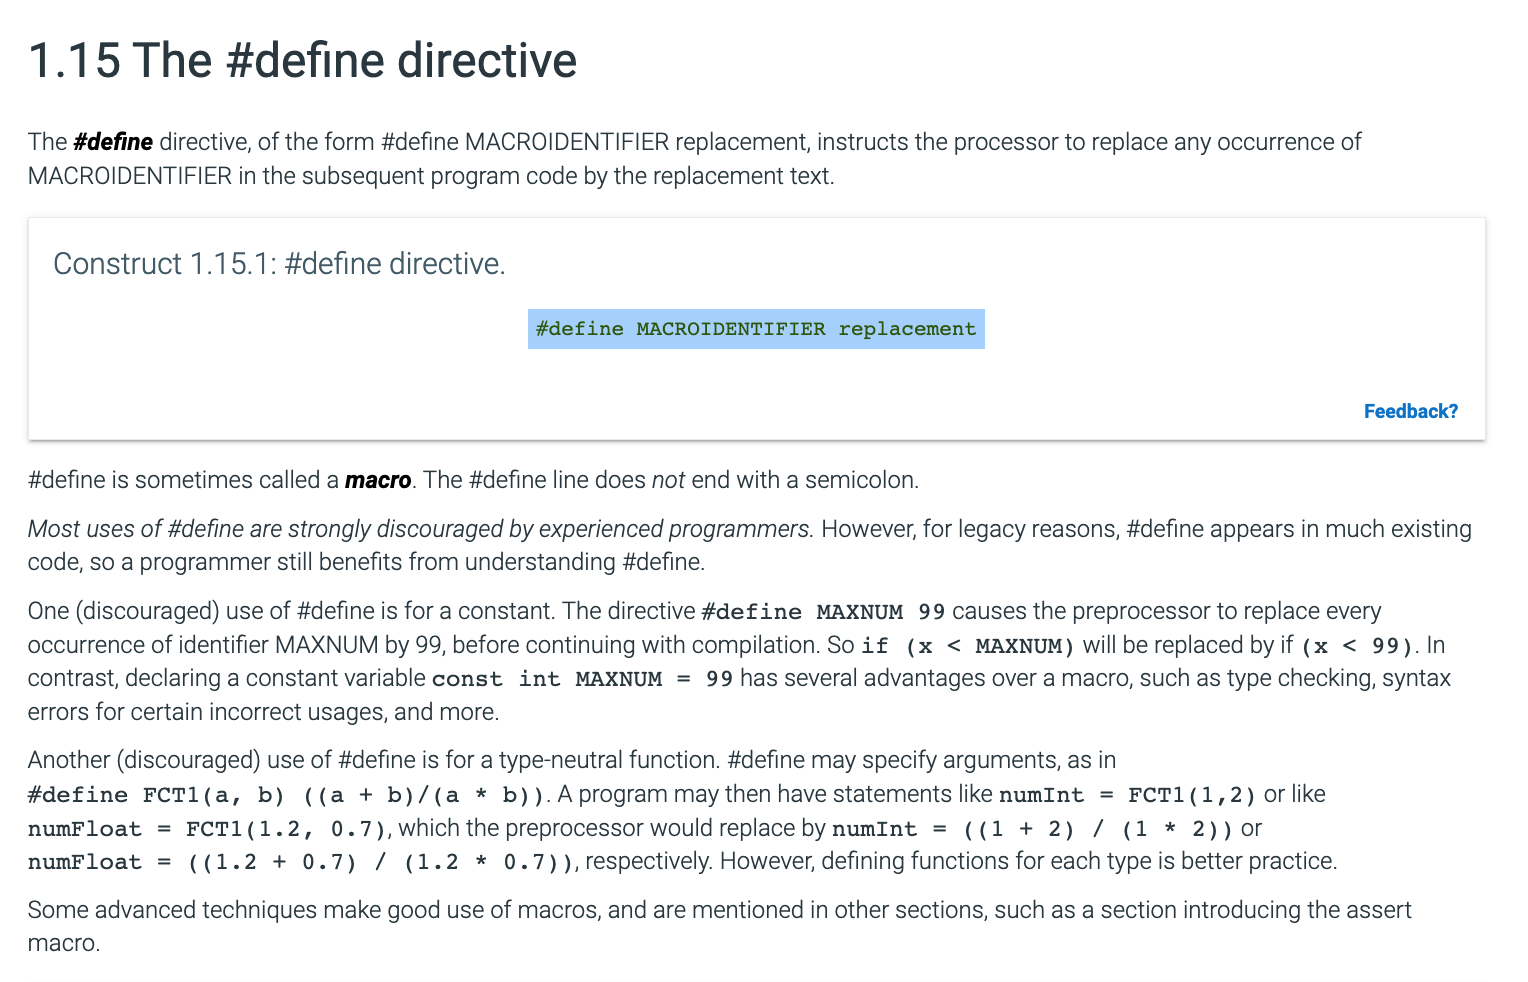 1.15 The #define directive
The #define directive, of the form #define MACROIDENTIFIER replacement, instructs the processor to replace any occurrence of
MACROIDENTIFIER in the subsequent program code by the replacement text.
Construct 1.15.1: #define directive.
#define MACROIDENTIFIER replacement
Feedback?
#define is sometimes called a macro. The #define line does not end with a semicolon.
Most uses of #define are strongly discouraged by experienced programmers. However, for legacy reasons, #define appears in much existing
code, so a programmer still benefits from understanding #define.
One (discouraged) use of #define is for a constant. The directive #define MAXNUM 99 causes the preprocessor to replace every
occurrence of identifier MAXNUM by 99, before continuing with compilation. So if (x < MAXNUM) will be replaced by if (x < 99). In
contrast, declaring a constant variable const int MAXNUM = 99 has several advantages over a macro, such as type checking, syntax
errors for certain incorrect usages, and more.
Another (discouraged) use of #define is for a type-neutral function. #define may specify arguments, as in
#define FCT1(a, b) ((a + b)/(a * b)). A program may then have statements like numInt = FCT1(1,2) or like
numFloat = FCT1(1.2, 0.7), which the preprocessor would replace by numInt = ((1 + 2) / (1 * 2)) or
numFloat = ((1.2 + 0.7) / (1.2 * 0.7)), respectively. However, defining functions for each type is better practice.
Some advanced techniques make good use of macros, and are mentioned in other sections, such as a section introducing the assert
macro.